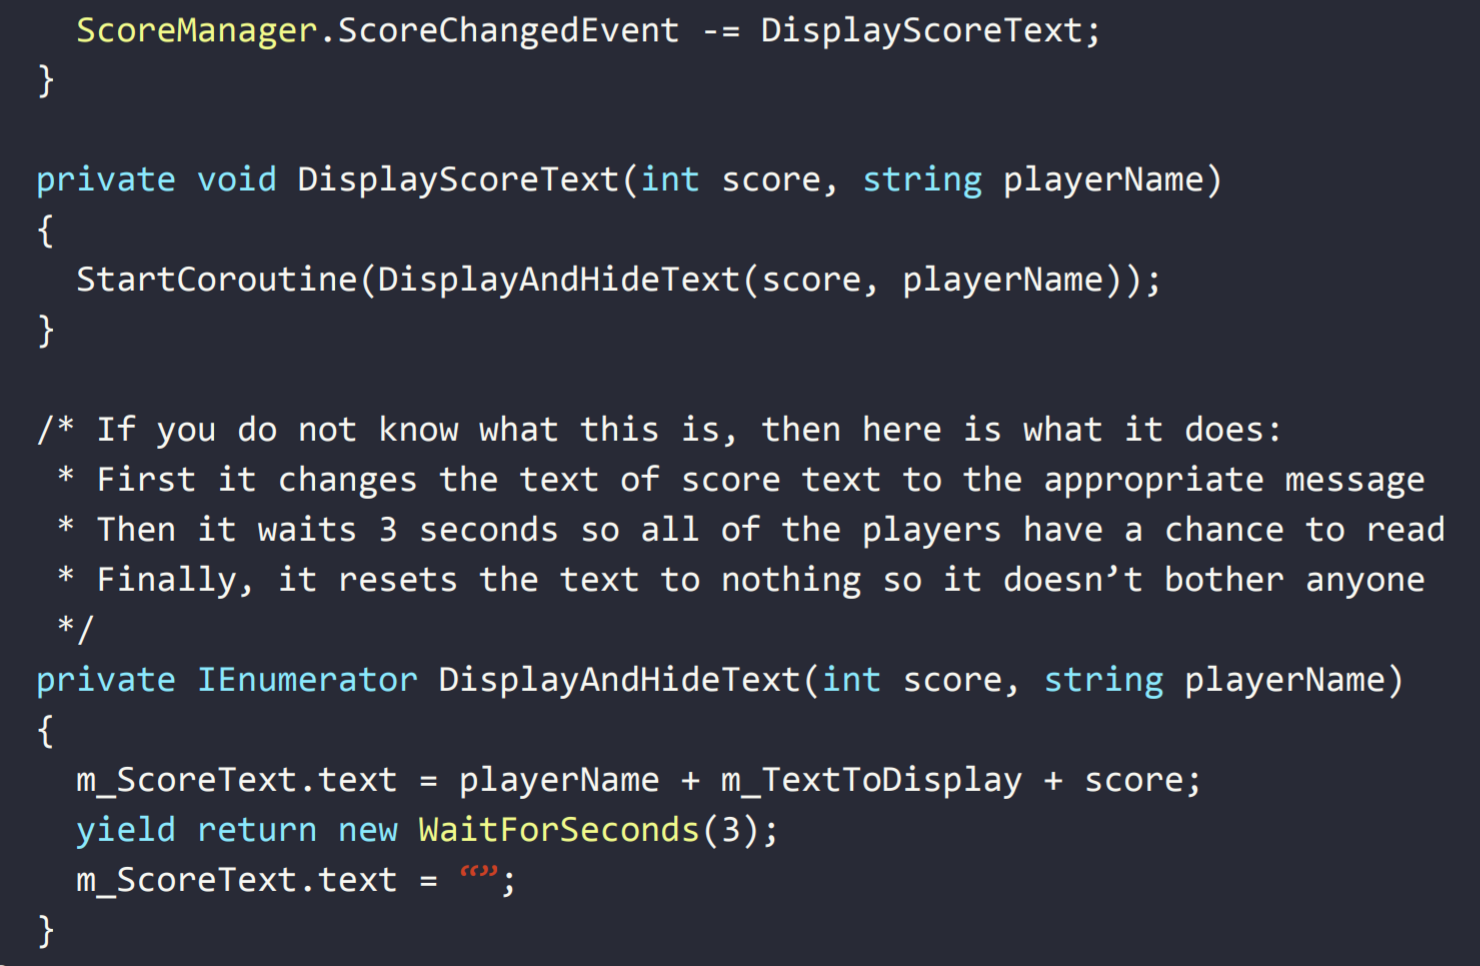 ScoreManager.ScoreChangedEvent -= DisplayScoreText;
}
private void DisplayScoreText(int score, string playerName)
{
StartCoroutine(DisplayAndHideText(score, playerName));
}
/* If you do not know what this is, then here is what it does:
* First it changes the text of score text to the appropriate message
* Then it waits 3 seconds so all of the players have a chance to read
* Finally, it resets the text to nothing so it doesn’t bother anyone
*/
private IEnumerator DisplayAndHideText(int score, string playerName)
{
m_ScoreText.text = playerName + m_TextToDisplay + score;
yield return new WaitForSeconds(3);
m_ScoreText.text = “”;
}